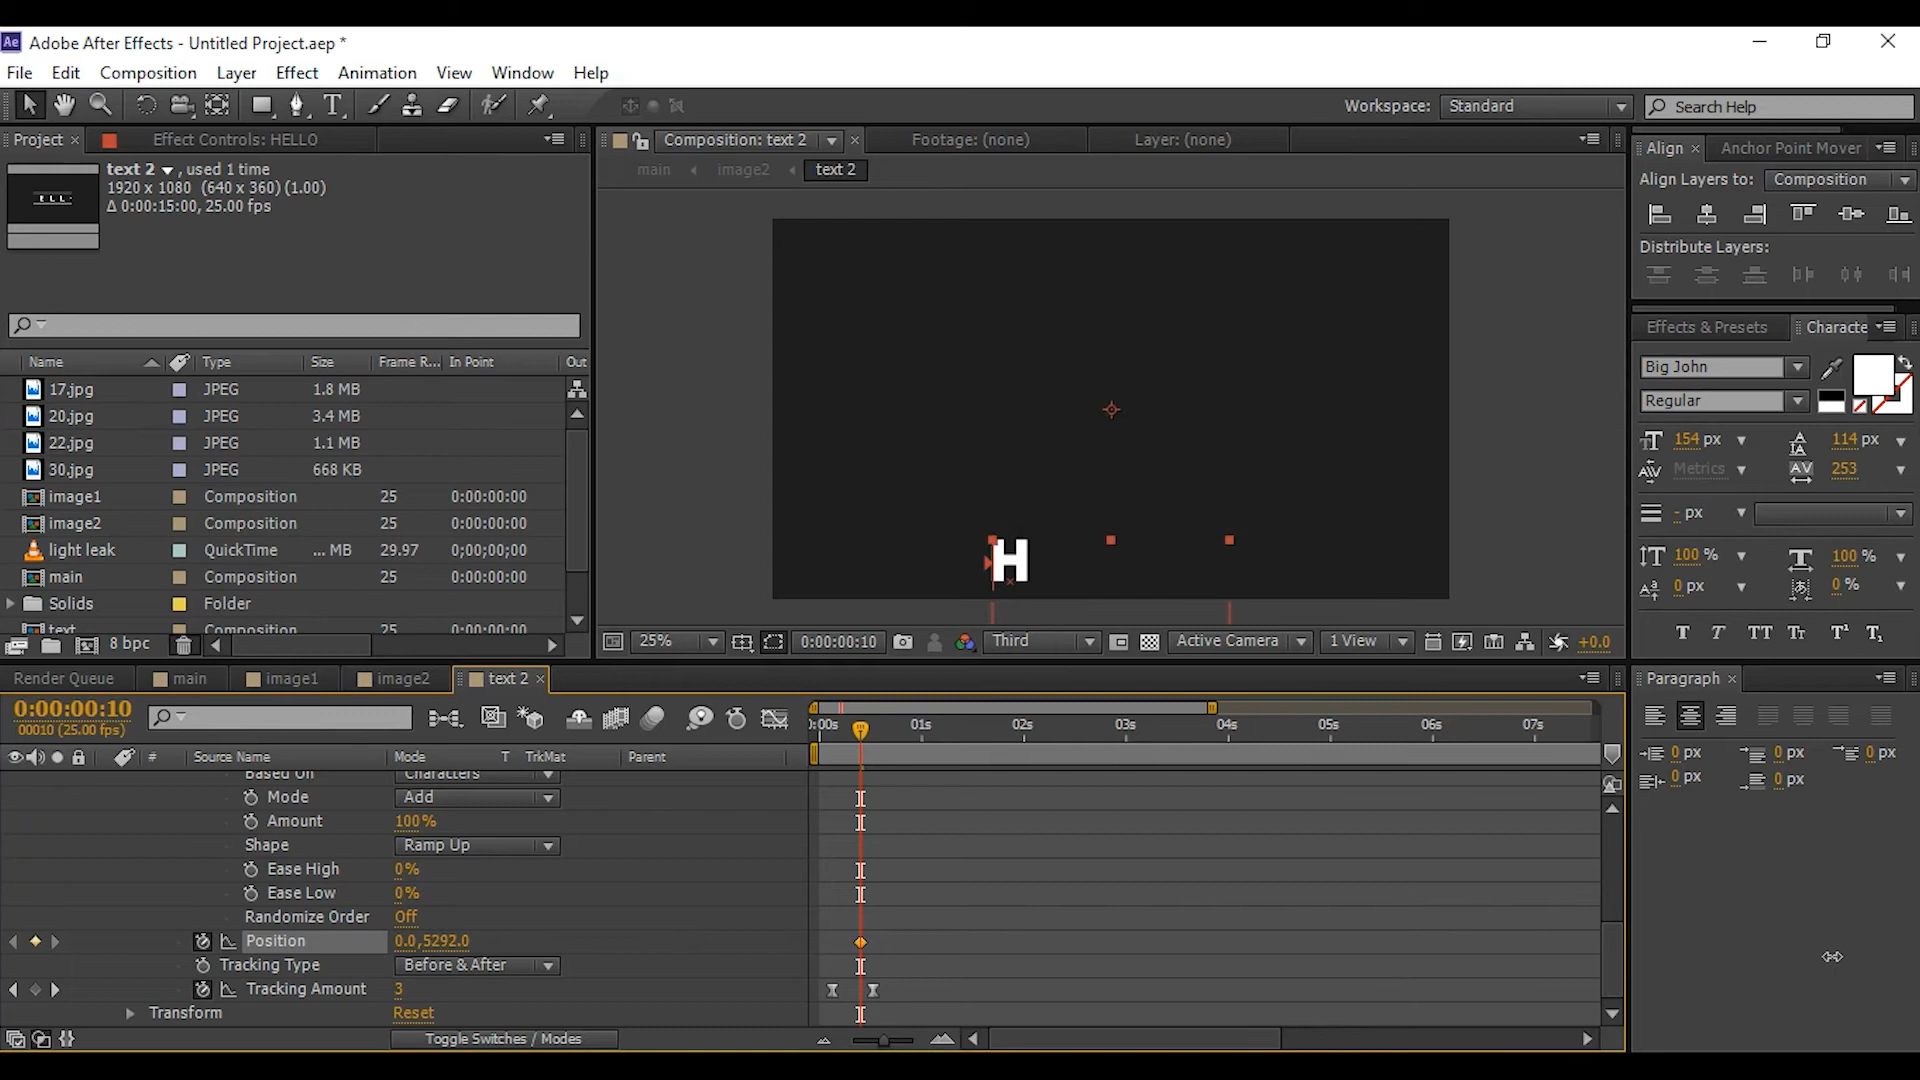 Ae Adobe After Effects - Untitled Project.aep *
File Edit Composition Layer Effect Animation View Window Help
Workspace: Standard Search Help
Project × Effect Controls: HELLO
text 2 , used 1 time
1920 x 1080 (640 x 360) (1.00)
Δ 0:00:15:00, 25.00 fps
Name Type Size Frame R... In Point Out
17.jpg JPEG 1.8 MB
20.jpg JPEG 3.4 MB
22.jpg JPEG 1.1 MB
30.jpg JPEG 668 KB
image1 Composition 25 0:00:00:00
image2 Composition 25 0:00:00:00
light leak QuickTime ... MB 29.97 0;00;00;00
main Composition 25 0:00:00:00
Solids Folder
text Composition 25 0:00:00:00
8 bpc
Composition: text 2 × Footage: (none) Layer: (none)
main image2 text 2
H
25% 0:00:00:10 Third Active Camera 1 View +0.0
Align × Anchor Point Mover
Align Layers to: Composition
Distribute Layers:
Effects & Presets Characte
Big John
Regular
154 px 114 px
Metrics 253
- px
100 % 100 %
0 px 0 %
T T TT Tt T¹ T₁
Render Queue main image1 image2 text 2 ×
0:00:00:10
00010 (25.00 fps)
0:00s 01s 02s 03s 04s 05s 06s 07s
# Source Name Mode T TrkMat Parent
Based On Characters
Mode Add
Amount 100%
Shape Ramp Up
Ease High 0%
Ease Low 0%
Randomize Order Off
Position 0.0,5292.0
Tracking Type Before & After
Tracking Amount 3
Transform Reset
Toggle Switches / Modes
Paragraph ×
0 px 0 px 0 px
0 px 0 px